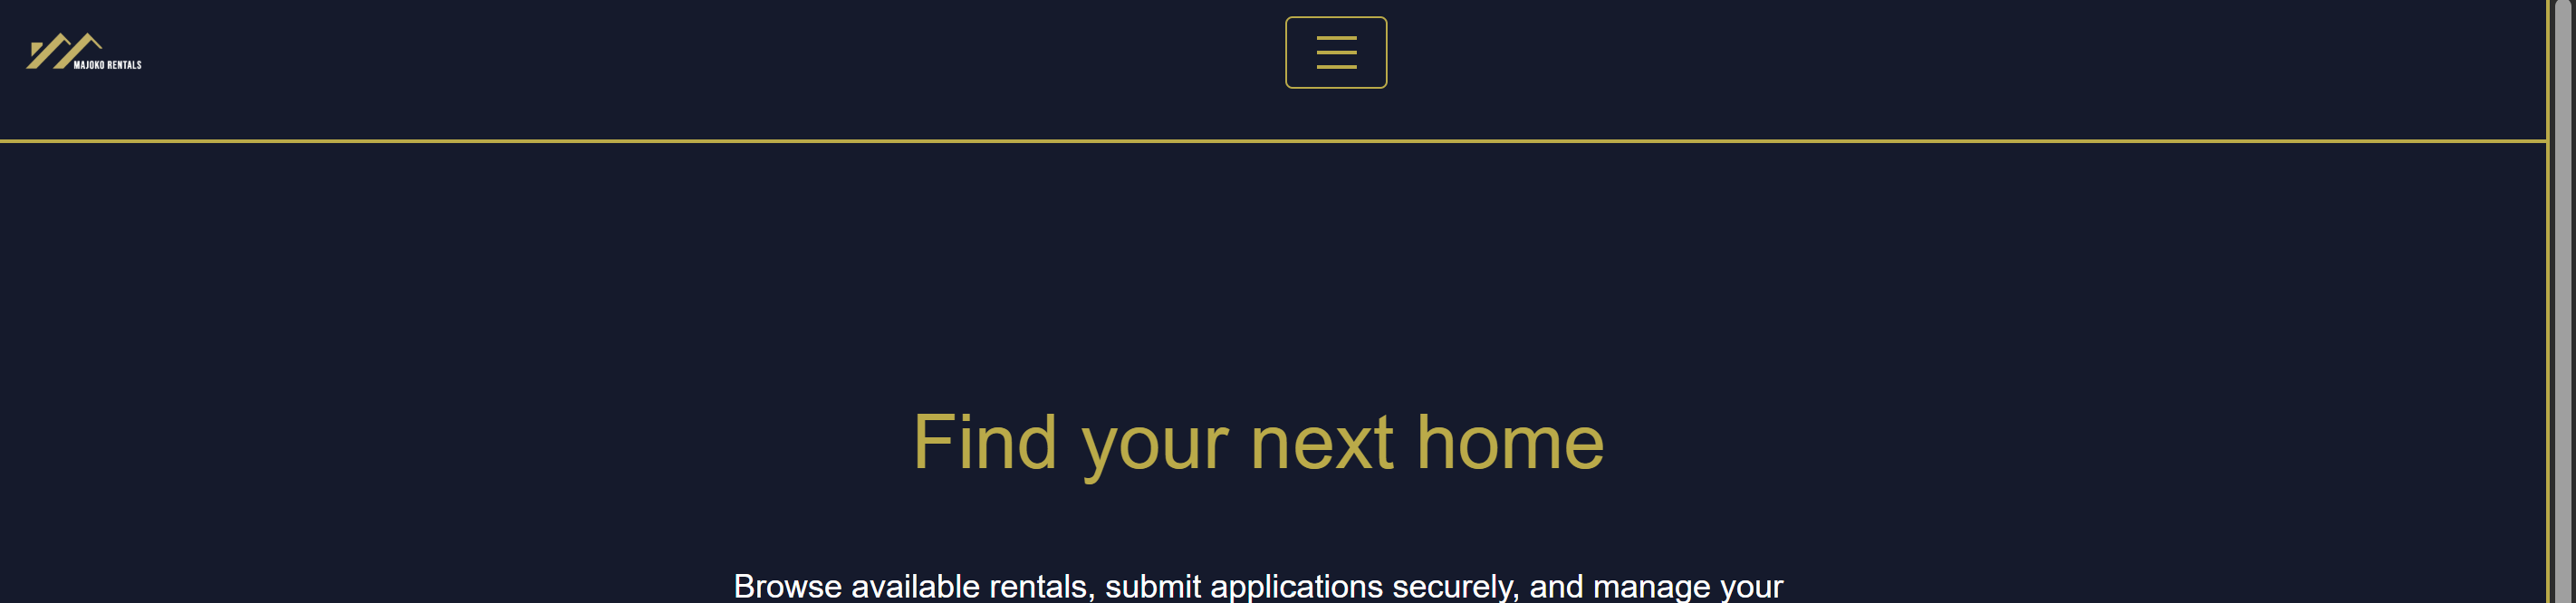 MAJOKO RENTALS
Find your next home
Browse available rentals, submit applications securely, and manage your